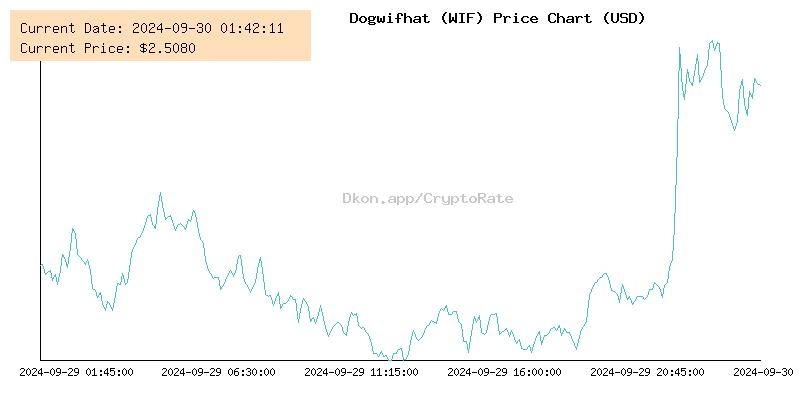 Dogwifhat (WIF) Price Chart (USD)
Current Date: 2024-09-30 01:42:11
Current Price: $2.5080
Dkon.app/CryptoRate
2024-09-29 01:45:00
2024-09-29 06:30:00
2024-09-29 11:15:00
2024-09-29 16:00:00
2024-09-29 20:45:00
2024-09-30